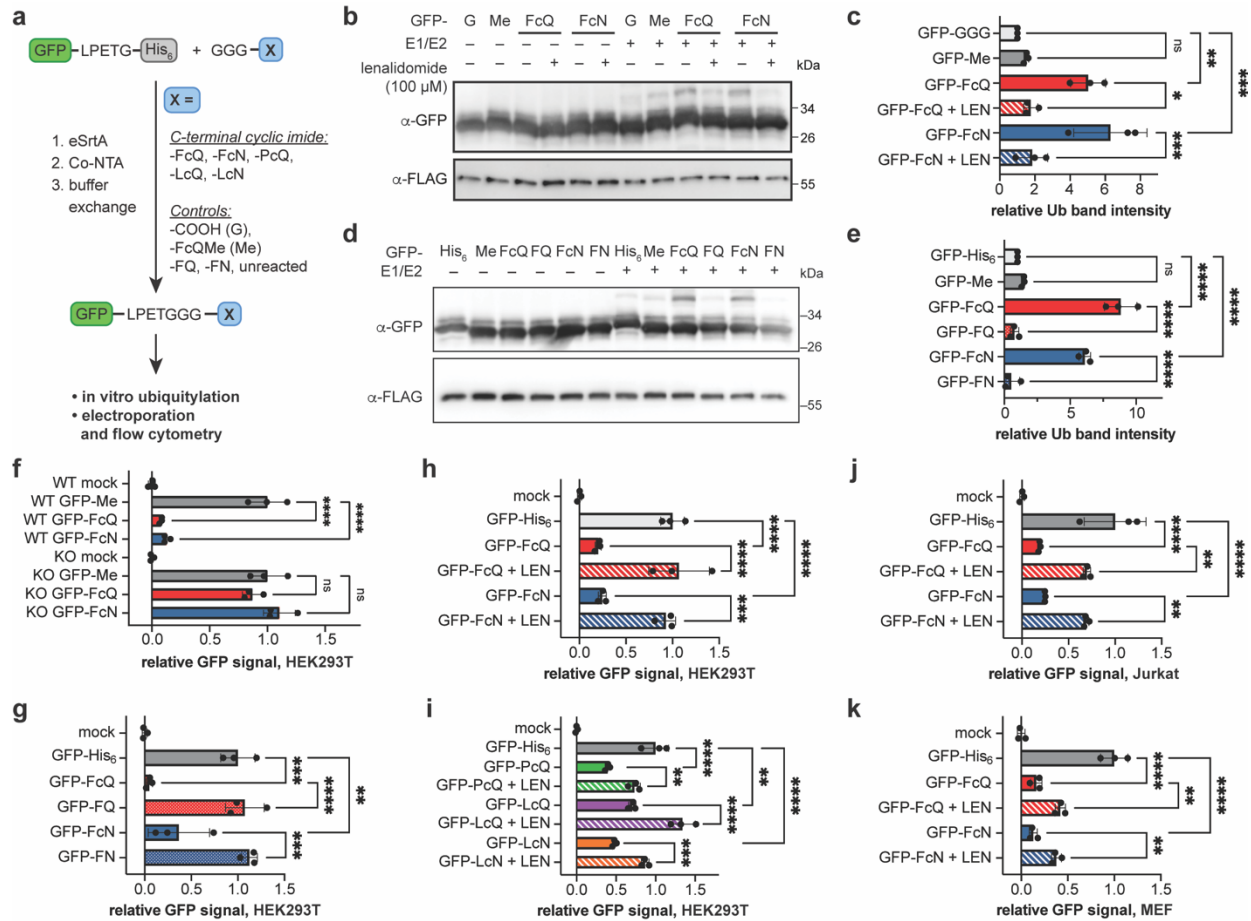 a
GFP LPETG His6 + GGG X
X =
1. eSrtA
2. Co-NTA
3. buffer
exchange
C-terminal cyclic imide:
-FcQ, -FcN, -PcQ,
-LcQ, -LcN
Controls:
-COOH (G),
-FcQMe (Me)
-FQ, -FN, unreacted
GFP LPETGGG X
• in vitro ubiquitylation
• electroporation
and flow cytometry
b
GFP- G Me FcQ FcN G Me FcQ FcN
E1/E2 – – – – – – + + + + + +
lenalidomide – – – + – + – – – + – +
(100 μM)
kDa
α-GFP
34
26
α-FLAG
55
c
GFP-GGG
GFP-Me
GFP-FcQ
GFP-FcQ + LEN
GFP-FcN
GFP-FcN + LEN
ns
**
*
***
***
0 2 4 6 8
relative Ub band intensity
d
GFP- His6 Me FcQ FQ FcN FN His6 Me FcQ FQ FcN FN
E1/E2 – – – – – – + + + + + +
kDa
α-GFP
34
26
α-FLAG
55
e
GFP-His6
GFP-Me
GFP-FcQ
GFP-FQ
GFP-FcN
GFP-FN
ns
****
****
****
****
0 5 10
relative Ub band intensity
f
WT mock
WT GFP-Me
WT GFP-FcQ
WT GFP-FcN
KO mock
KO GFP-Me
KO GFP-FcQ
KO GFP-FcN
****
****
ns
ns
0.0 0.5 1.0 1.5
relative GFP signal, HEK293T
h
mock
GFP-His6
GFP-FcQ
GFP-FcQ + LEN
GFP-FcN
GFP-FcN + LEN
****
****
****
***
0.0 0.5 1.0 1.5
relative GFP signal, HEK293T
j
mock
GFP-His6
GFP-FcQ
GFP-FcQ + LEN
GFP-FcN
GFP-FcN + LEN
****
**
****
**
0.0 0.5 1.0 1.5
relative GFP signal, Jurkat
g
mock
GFP-His6
GFP-FcQ
GFP-FQ
GFP-FcN
GFP-FN
***
****
**
***
0.0 0.5 1.0 1.5
relative GFP signal, HEK293T
i
mock
GFP-His6
GFP-PcQ
GFP-PcQ + LEN
GFP-LcQ
GFP-LcQ + LEN
GFP-LcN
GFP-LcN + LEN
****
**
**
****
****
***
0.0 0.5 1.0 1.5
relative GFP signal, HEK293T
k
mock
GFP-His6
GFP-FcQ
GFP-FcQ + LEN
GFP-FcN
GFP-FcN + LEN
****
**
****
**
0.0 0.5 1.0 1.5
relative GFP signal, MEF